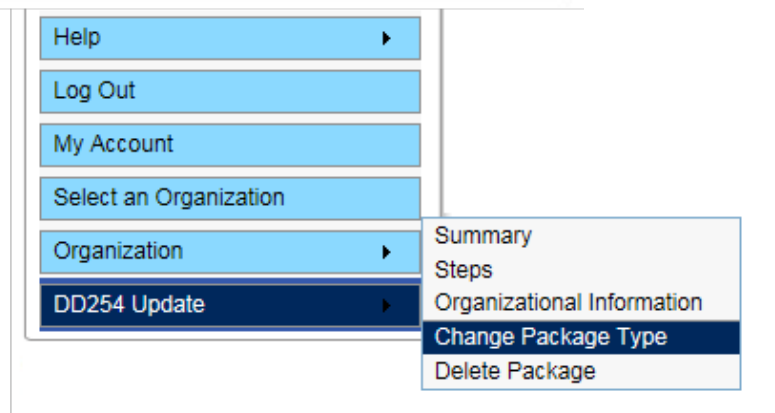 Help
Log Out
My Account
Select an Organization
Organization
DD254 Update
Summary
Steps
Organizational Information
Change Package Type
Delete Package